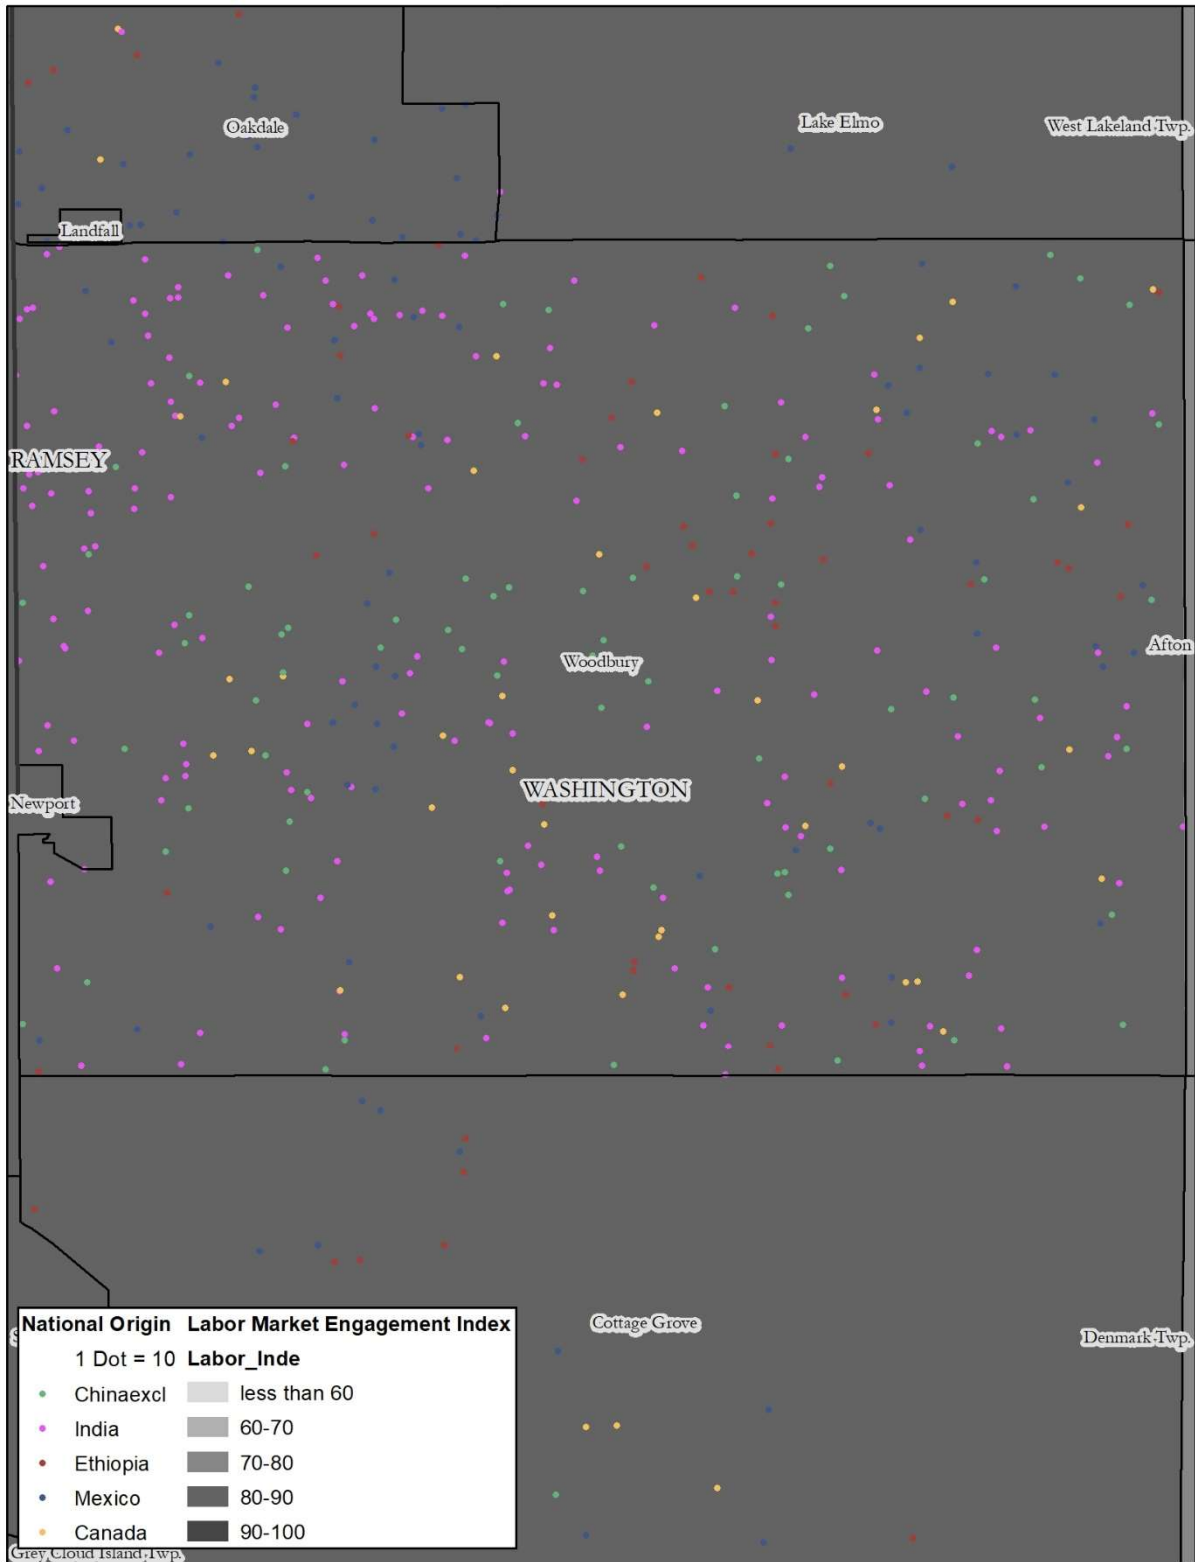 Oakdale
Lake Elmo
West Lakeland Twp.
Landfall
RAMSEY
Woodbury
Afton
WASHINGTON
Newport
Cottage Grove
Denmark Twp.
National Origin Labor Market Engagement Index
1 Dot = 10 Labor_Inde
Chinaexcl less than 60
India 60-70
Ethiopia 70-80
Mexico 80-90
Canada 90-100
Grey Cloud Island Twp.